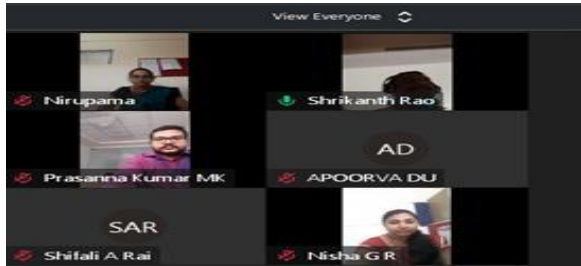 View Everyone
Nirupama
Shrikanth Rao
Prasanna Kumar MK
AD
APOORVA DU
SAR
Shifali A Rai
Nisha G R